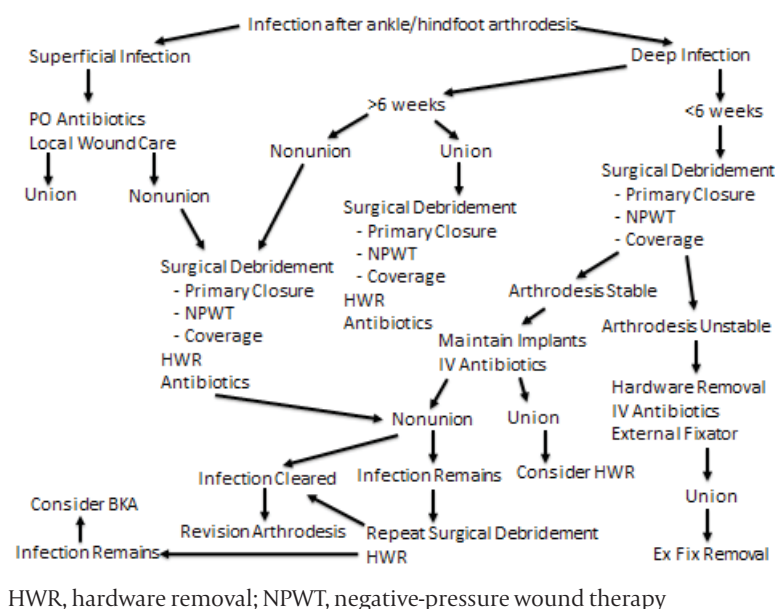 Infection after ankle/hindfoot arthrodesis
Superficial Infection
Deep Infection
PO Antibiotics
Local Wound Care
>6 weeks
<6 weeks
Nonunion
Union
Union
Nonunion
Surgical Debridement
- Primary Closure
- NPWT
- Coverage
Surgical Debridement
- Primary Closure
- NPWT
- Coverage
HWR
Antibiotics
Surgical Debridement
- Primary Closure
- NPWT
- Coverage
HWR
Antibiotics
Arthrodesis Stable
Arthrodesis Unstable
Maintain Implants
IV Antibiotics
Hardware Removal
IV Antibiotics
External Fixator
Nonunion
Union
Infection Cleared
Infection Remains
Consider HWR
Union
Consider BKA
Revision Arthrodesis
Repeat Surgical Debridement
HWR
Infection Remains
Ex Fix Removal
HWR, hardware removal; NPWT, negative-pressure wound therapy